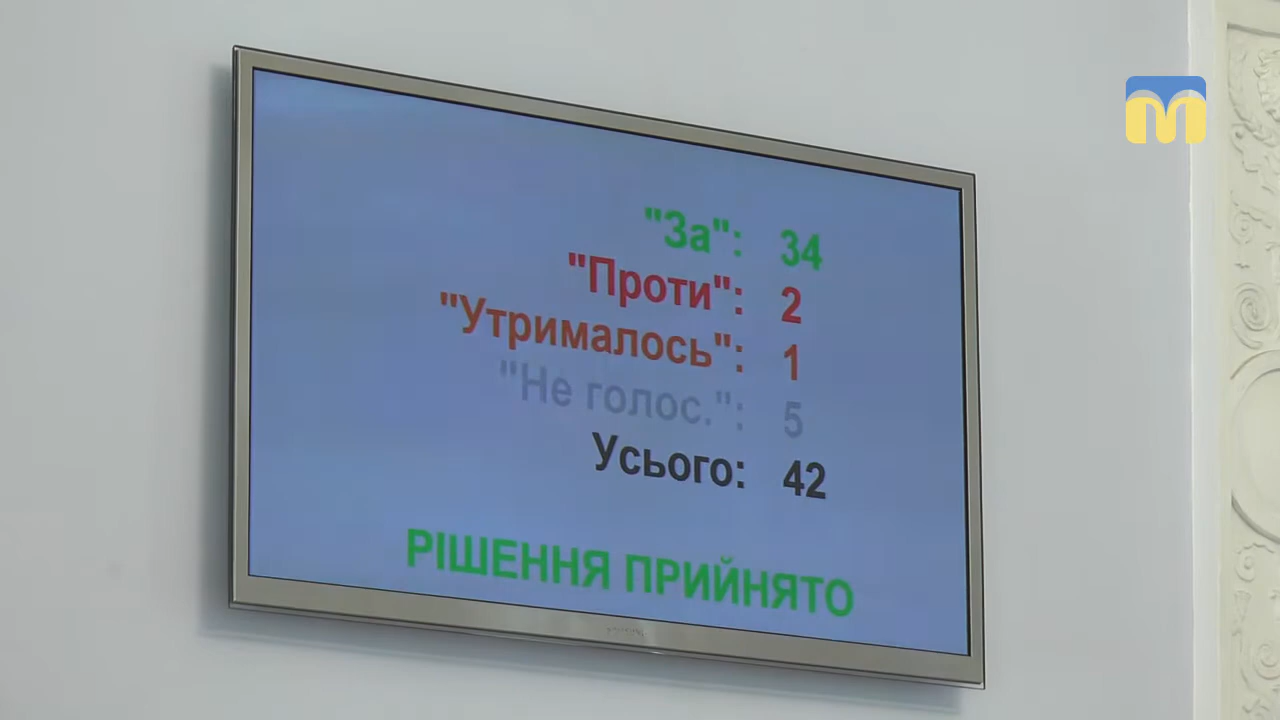 "За": 34
"Проти": 2
"Утрималось": 1
"Не голос.": 5
Усього: 42
РІШЕННЯ ПРИЙНЯТО